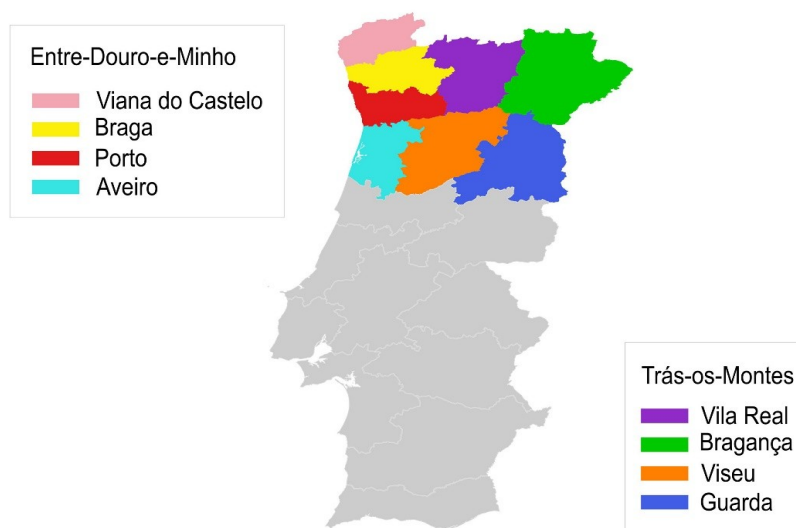 Entre-Douro-e-Minho
Viana do Castelo
Braga
Porto
Aveiro
Trás-os-Montes
Vila Real
Bragança
Viseu
Guarda